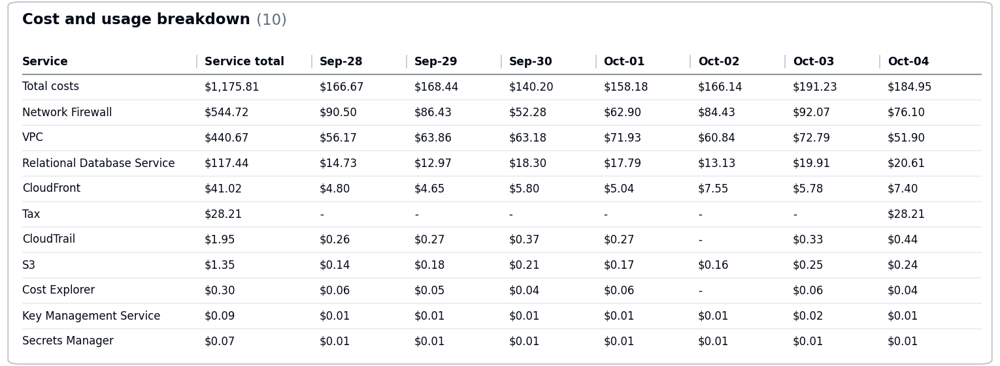 Cost and usage breakdown (10)
Service Service total Sep-28 Sep-29 Sep-30 Oct-01 Oct-02 Oct-03 Oct-04
Total costs $1,175.81 $166.67 $168.44 $140.20 $158.18 $166.14 $191.23 $184.95
Network Firewall $544.72 $90.50 $86.43 $52.28 $62.90 $84.43 $92.07 $76.10
VPC $440.67 $56.17 $63.86 $63.18 $71.93 $60.84 $72.79 $51.90
Relational Database Service $117.44 $14.73 $12.97 $18.30 $17.79 $13.13 $19.91 $20.61
CloudFront $41.02 $4.80 $4.65 $5.80 $5.04 $7.55 $5.78 $7.40
Tax $28.21 - - - - - - $28.21
CloudTrail $1.95 $0.26 $0.27 $0.37 $0.27 - $0.33 $0.44
S3 $1.35 $0.14 $0.18 $0.21 $0.17 $0.16 $0.25 $0.24
Cost Explorer $0.30 $0.06 $0.05 $0.04 $0.06 - $0.06 $0.04
Key Management Service $0.09 $0.01 $0.01 $0.01 $0.01 $0.01 $0.02 $0.01
Secrets Manager $0.07 $0.01 $0.01 $0.01 $0.01 $0.01 $0.01 $0.01